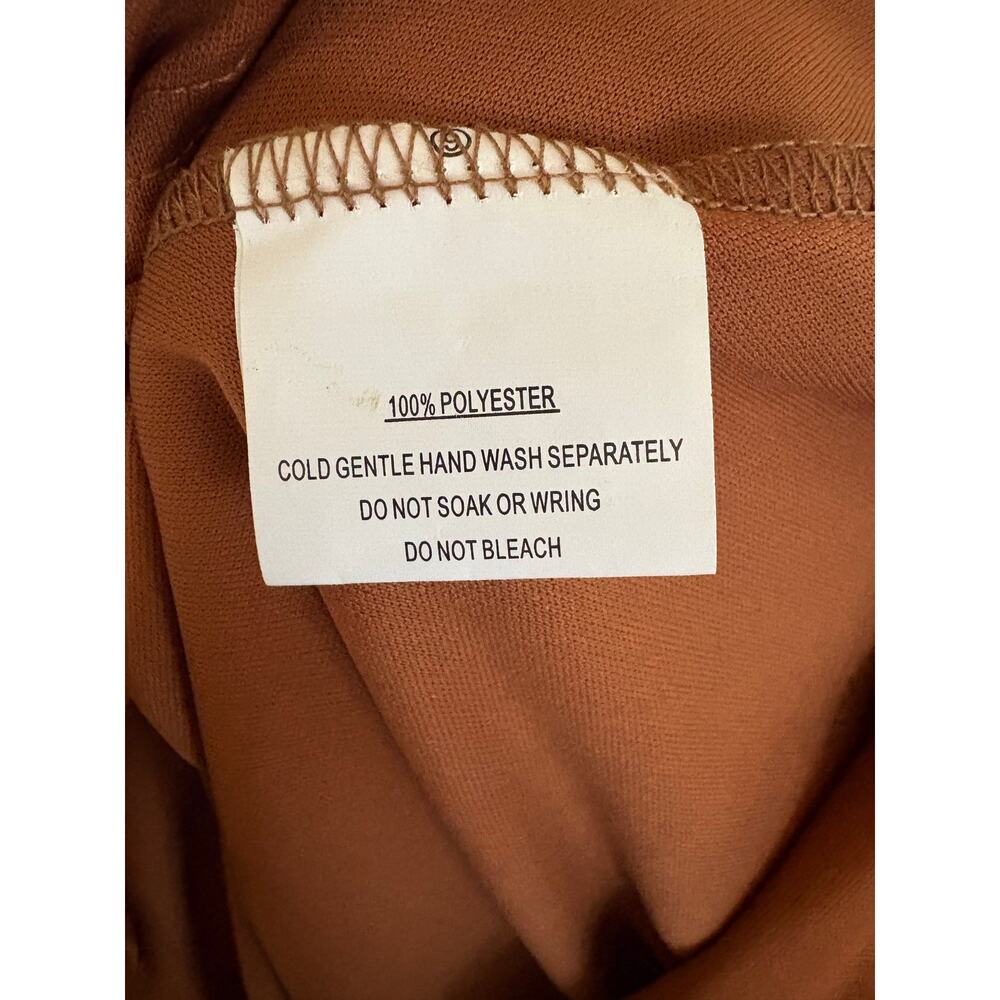 100% POLYESTER
COLD GENTLE HAND WASH SEPARATELY
DO NOT SOAK OR WRING
DO NOT BLEACH